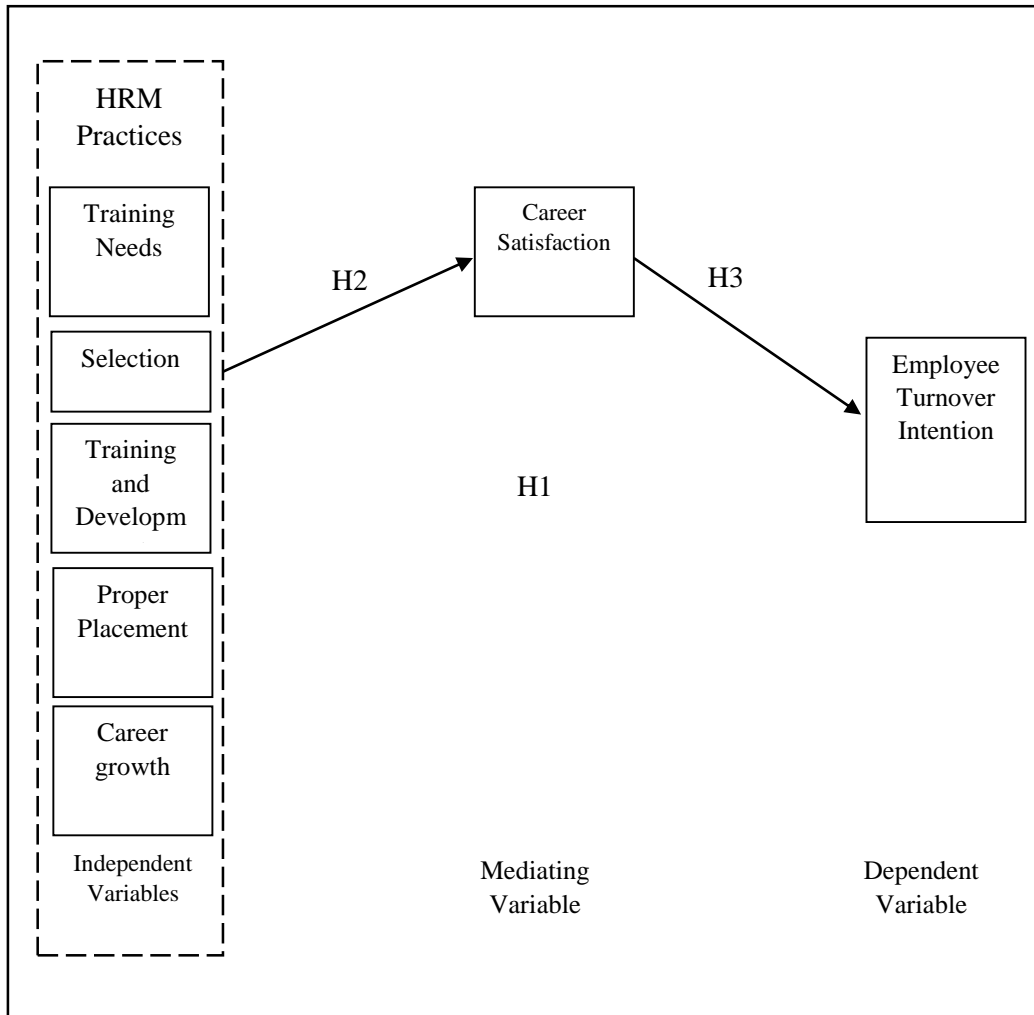 HRM
Practices
Training
Needs
Selection
Training
and
Developm
Proper
Placement
Career
growth
Independent
Variables
H2
Career
Satisfaction
H3
H1
Employee
Turnover
Intention
Mediating
Variable
Dependent
Variable